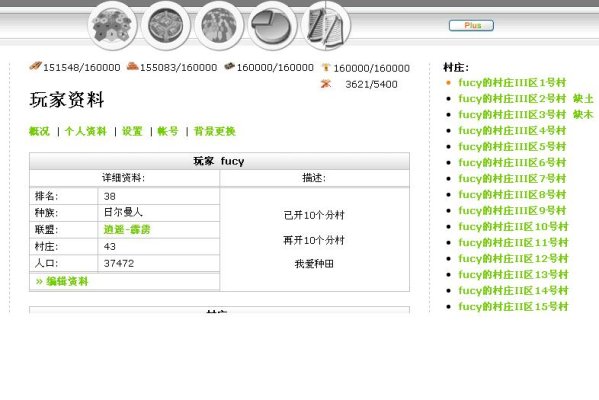 Plus
151548/160000 155083/160000 160000/160000 160000/160000
3621/5400
玩家资料
概况 | 个人资料 | 设置 | 帐号 | 背景更换
玩家 fucy
详细资料: 描述:
排名: 38
种族: 日尔曼人
联盟: 逍遥-霹雳
村庄: 43
人口: 37472
» 编辑资料
已开10个分村
再开10个分村
我爱种田
村庄:
fucy的村庄III区1号村
fucy的村庄III区2号村 缺土
fucy的村庄III区3号村 缺木
fucy的村庄III区4号村
fucy的村庄III区5号村
fucy的村庄III区6号村
fucy的村庄III区7号村
fucy的村庄III区8号村
fucy的村庄III区9号村
fucy的村庄II区10号村
fucy的村庄II区11号村
fucy的村庄II区12号村
fucy的村庄II区13号村
fucy的村庄II区14号村
fucy的村庄II区15号村